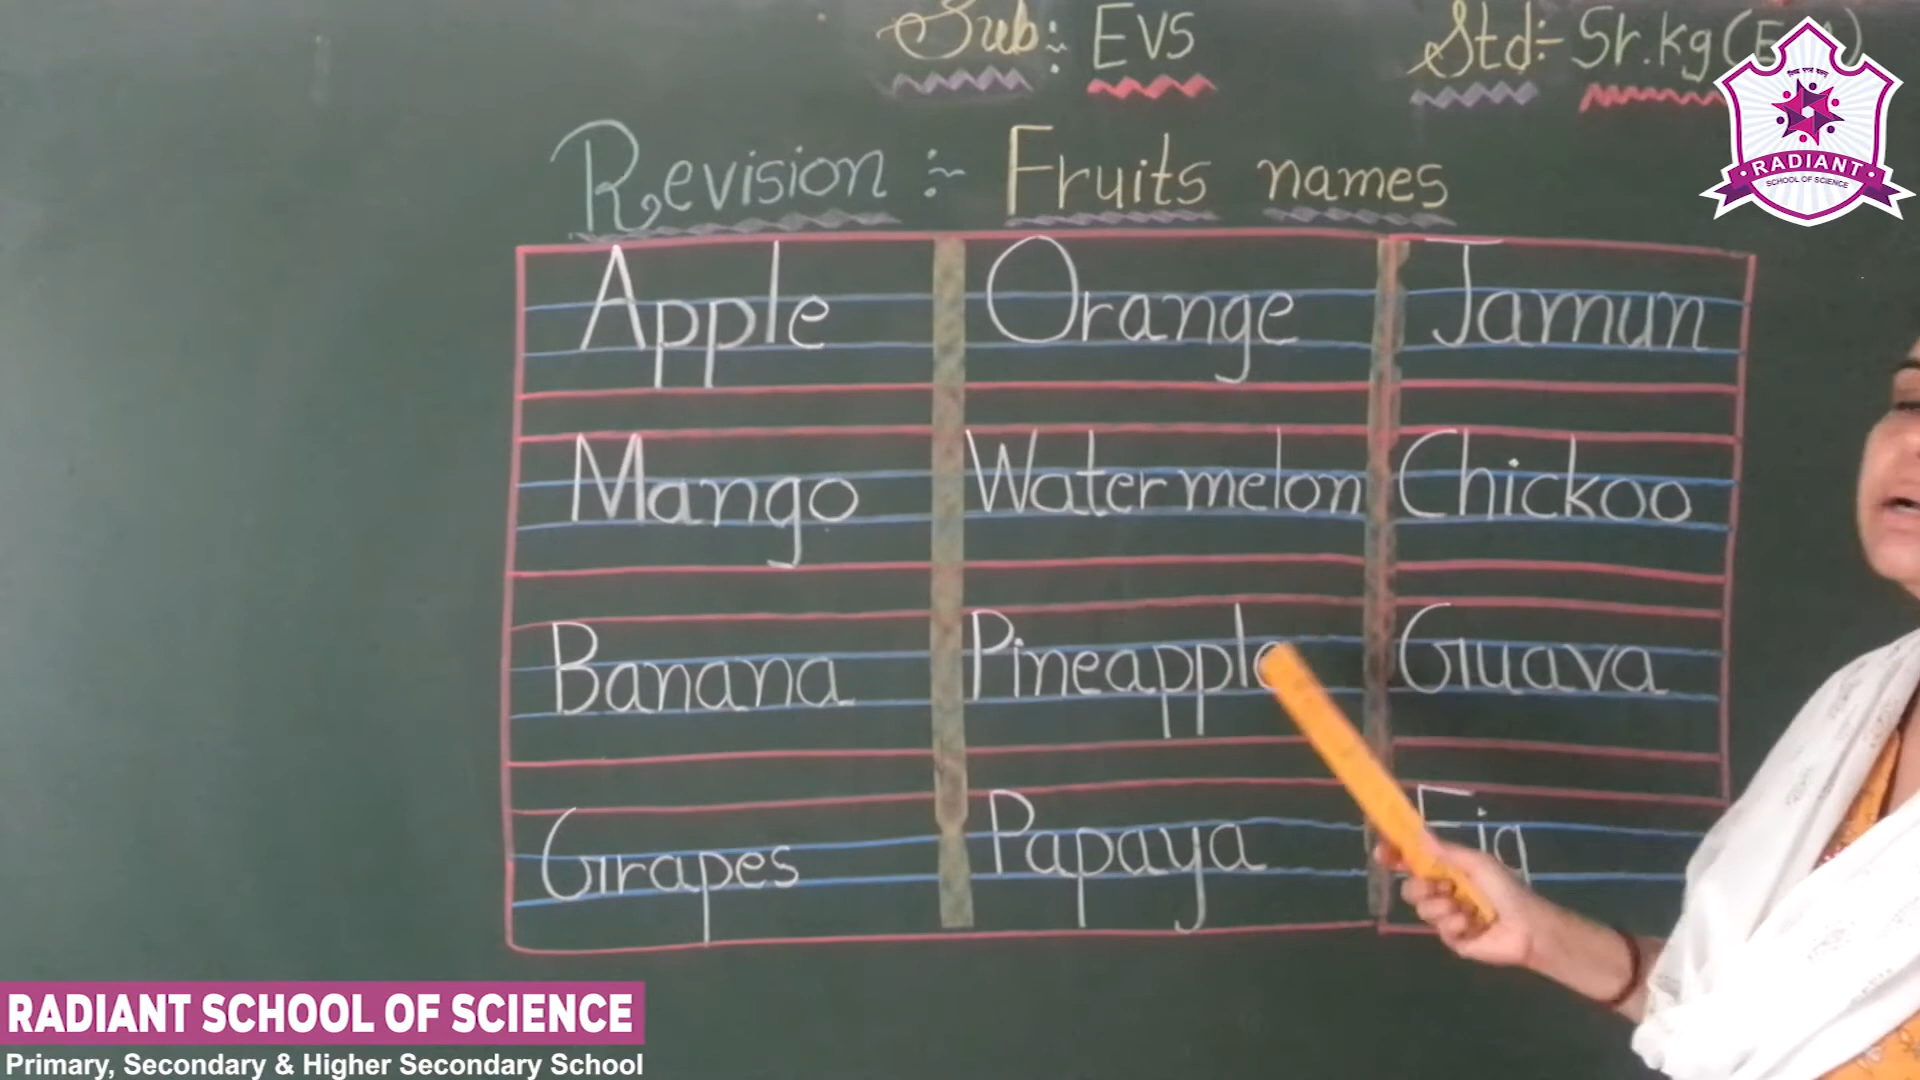 Sub:- EVS
Std:- Sr.kg
Revision :- Fruits names
Apple Orange Jamun
Mango Watermelon Chickoo
Banana Pineapple Guava
Grapes Papaya Fig
RADIANT
SCHOOL OF SCIENCE
RADIANT SCHOOL OF SCIENCE
Primary, Secondary & Higher Secondary School